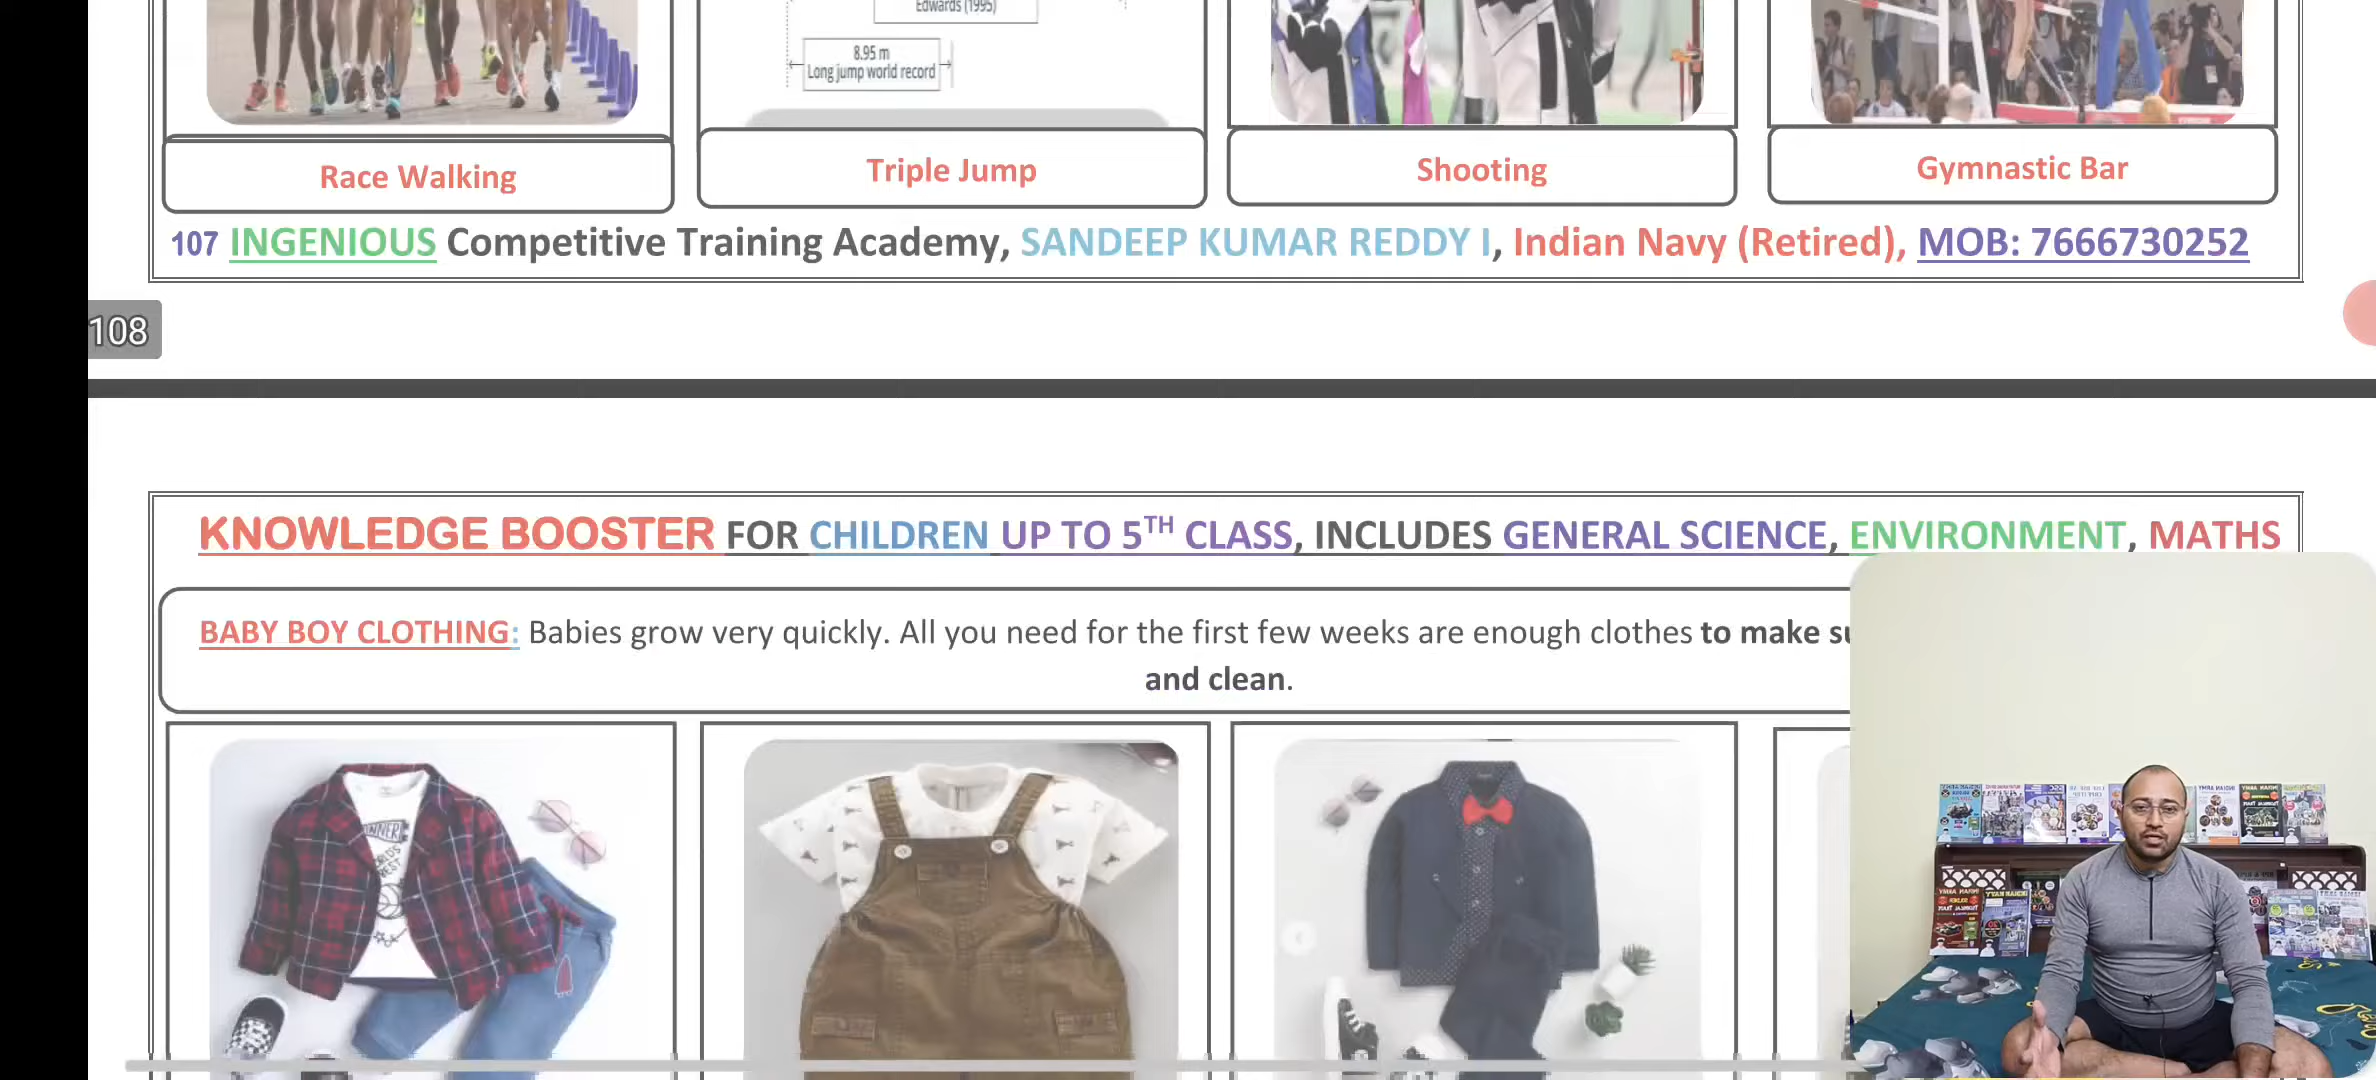 Edwards (1995)
8.95 m
Long jump world record
Race Walking
Triple Jump
Shooting
Gymnastic Bar
107 INGENIOUS Competitive Training Academy, SANDEEP KUMAR REDDY I, Indian Navy (Retired), MOB: 7666730252
108
KNOWLEDGE BOOSTER FOR CHILDREN UP TO 5TH CLASS, INCLUDES GENERAL SCIENCE, ENVIRONMENT, MATHS
BABY BOY CLOTHING: Babies grow very quickly. All you need for the first few weeks are enough clothes to make
and clean.